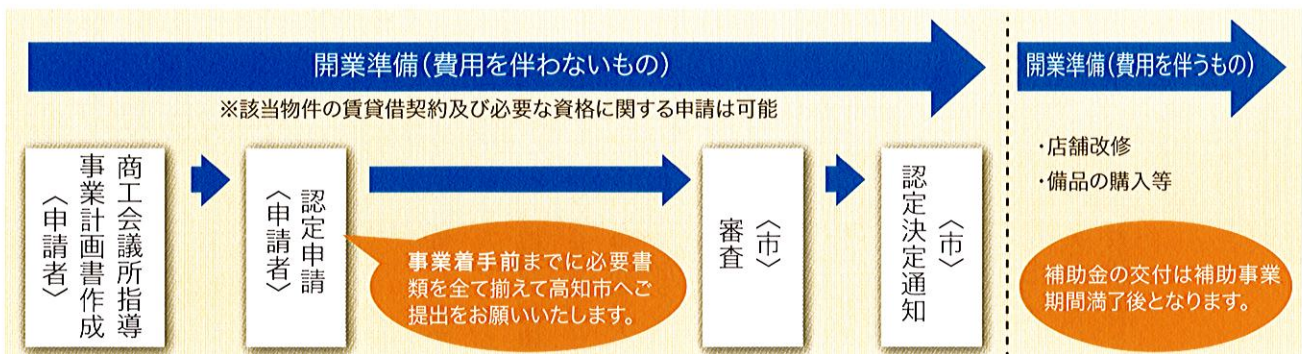 開業準備(費用を伴わないもの)
開業準備(費用を伴うもの)
※該当物件の賃貸借契約及び必要な資格に関する申請は可能
商工会議所指導
事業計画書作成
〈申請者〉
認定申請
〈申請者〉
事業着手前までに必要書
類を全て揃えて高知市へご
提出をお願いいたします。
〈市〉
審査
〈市〉
認定決定通知
・店舗改修
・備品の購入等
補助金の交付は補助事業
期間満了後となります。